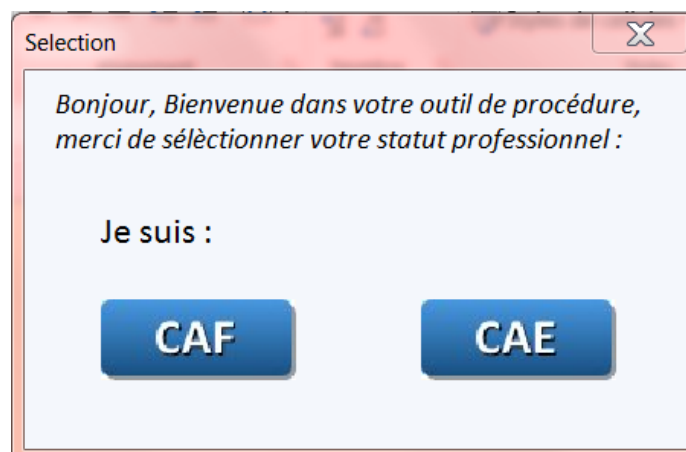 Selection
Bonjour, Bienvenue dans votre outil de procédure,
merci de sélèctionner votre statut professionnel :
Je suis :
CAF
CAE